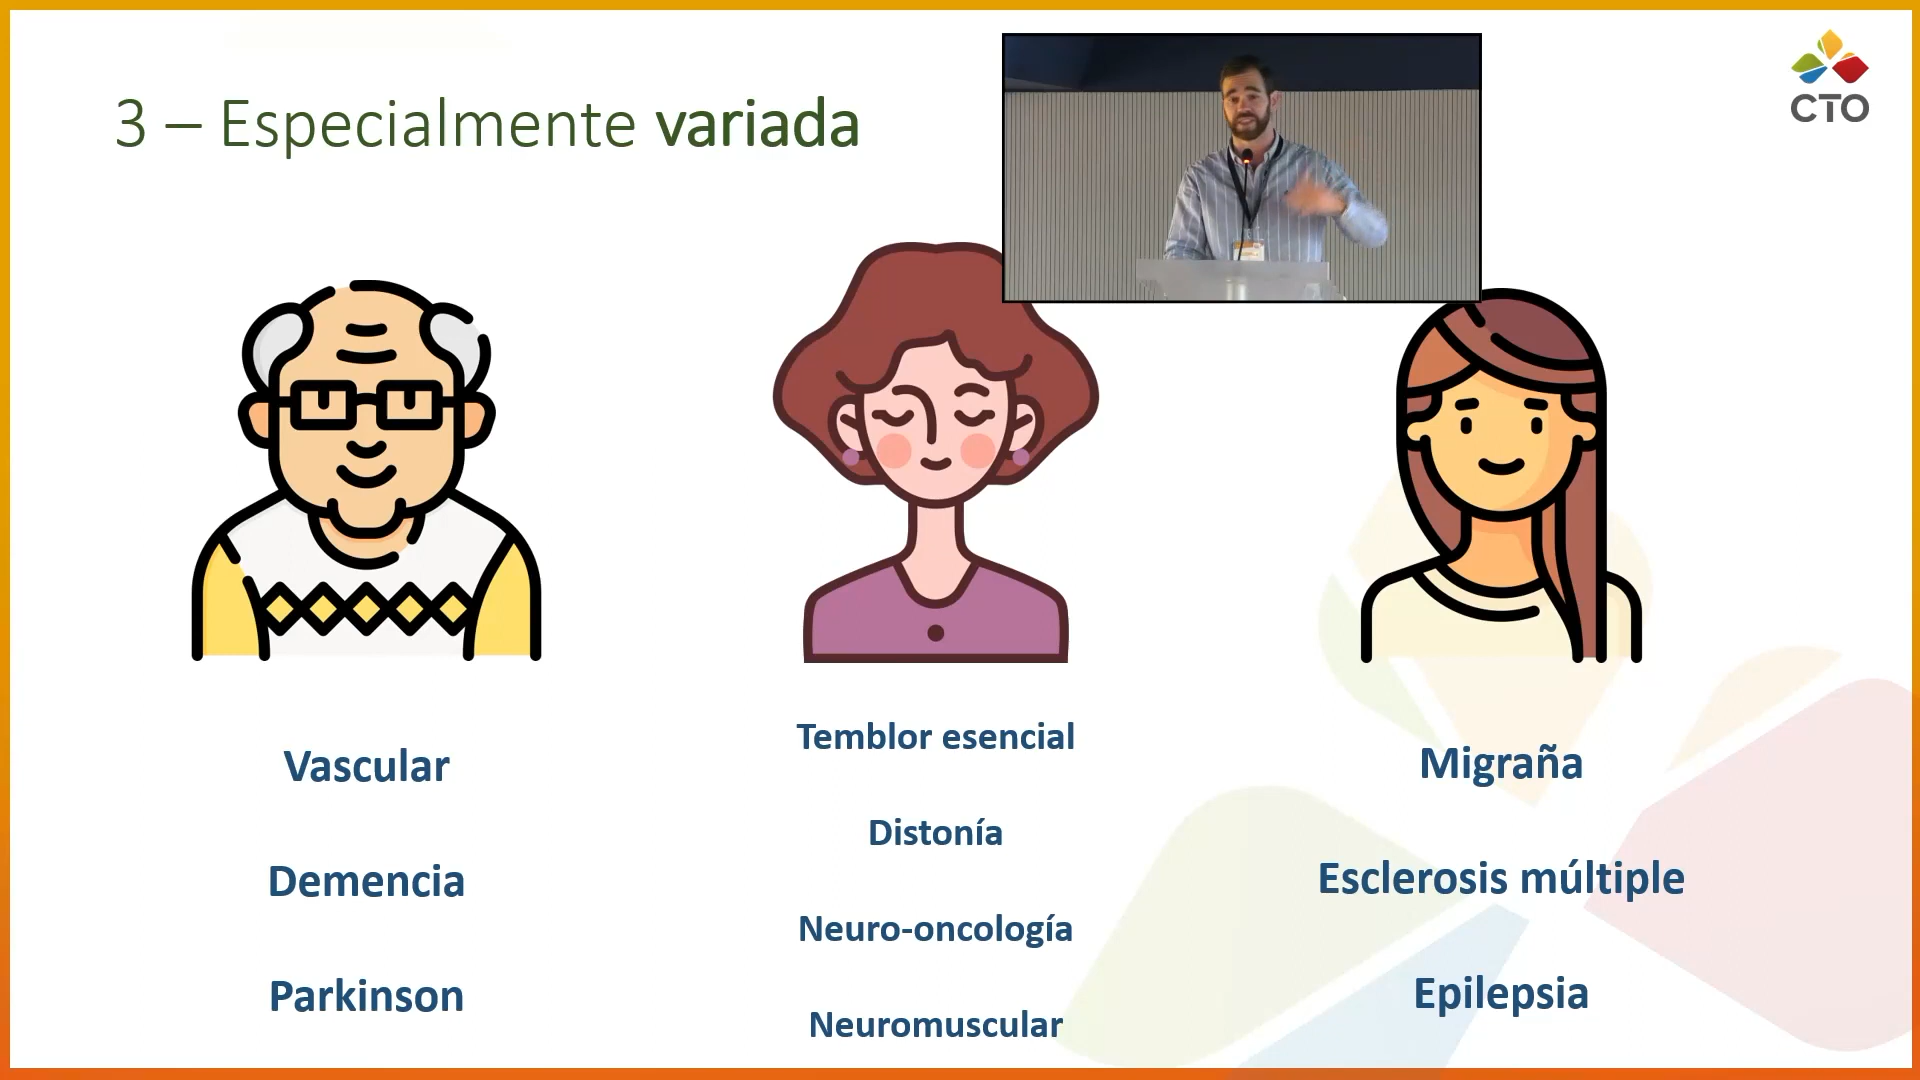 3 – Especialmente variada
CTO
Vascular
Demencia
Parkinson
Temblor esencial
Distonía
Neuro-oncología
Neuromuscular
Migraña
Esclerosis múltiple
Epilepsia